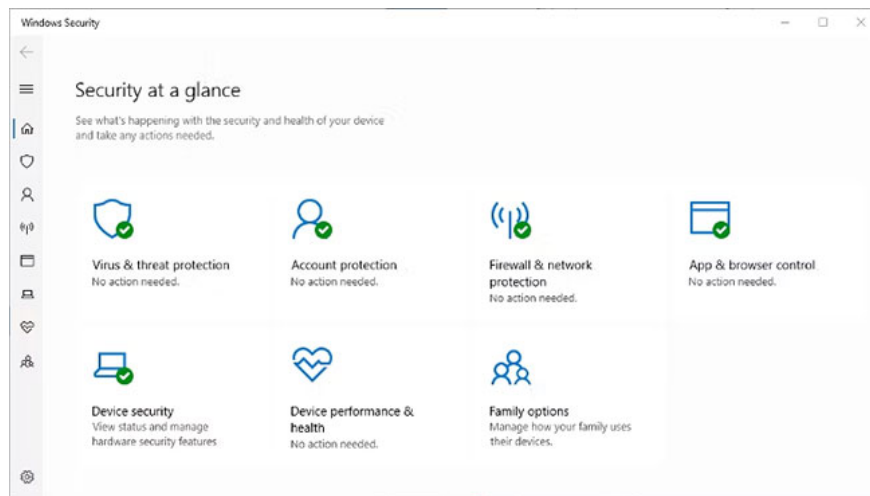 Windows Security
Security at a glance
See what's happening with the security and health of your device
and take any actions needed.
Virus & threat protection
No action needed.
Account protection
No action needed.
Firewall & network
protection
No action needed.
App & browser control
No action needed.
Device security
View status and manage
hardware security features
Device performance &
health
No action needed.
Family options
Manage how your family uses
their devices.